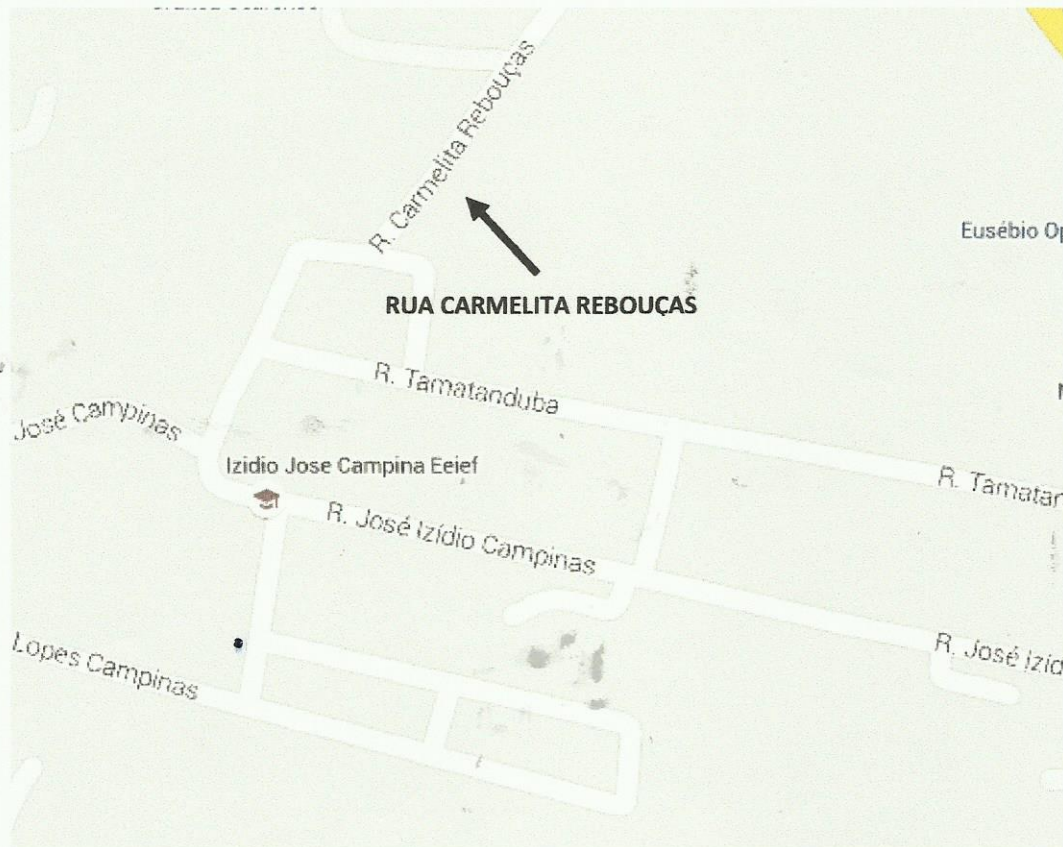 R. Carmelita Rebouças
Eusébio Op
RUA CARMELITA REBOUÇAS
R. Tamatanduba
José Campinas
Izidio Jose Campina Eeief
R. Tamatan
R. José Izídio Campinas
Lopes Campinas
R. José Izíd